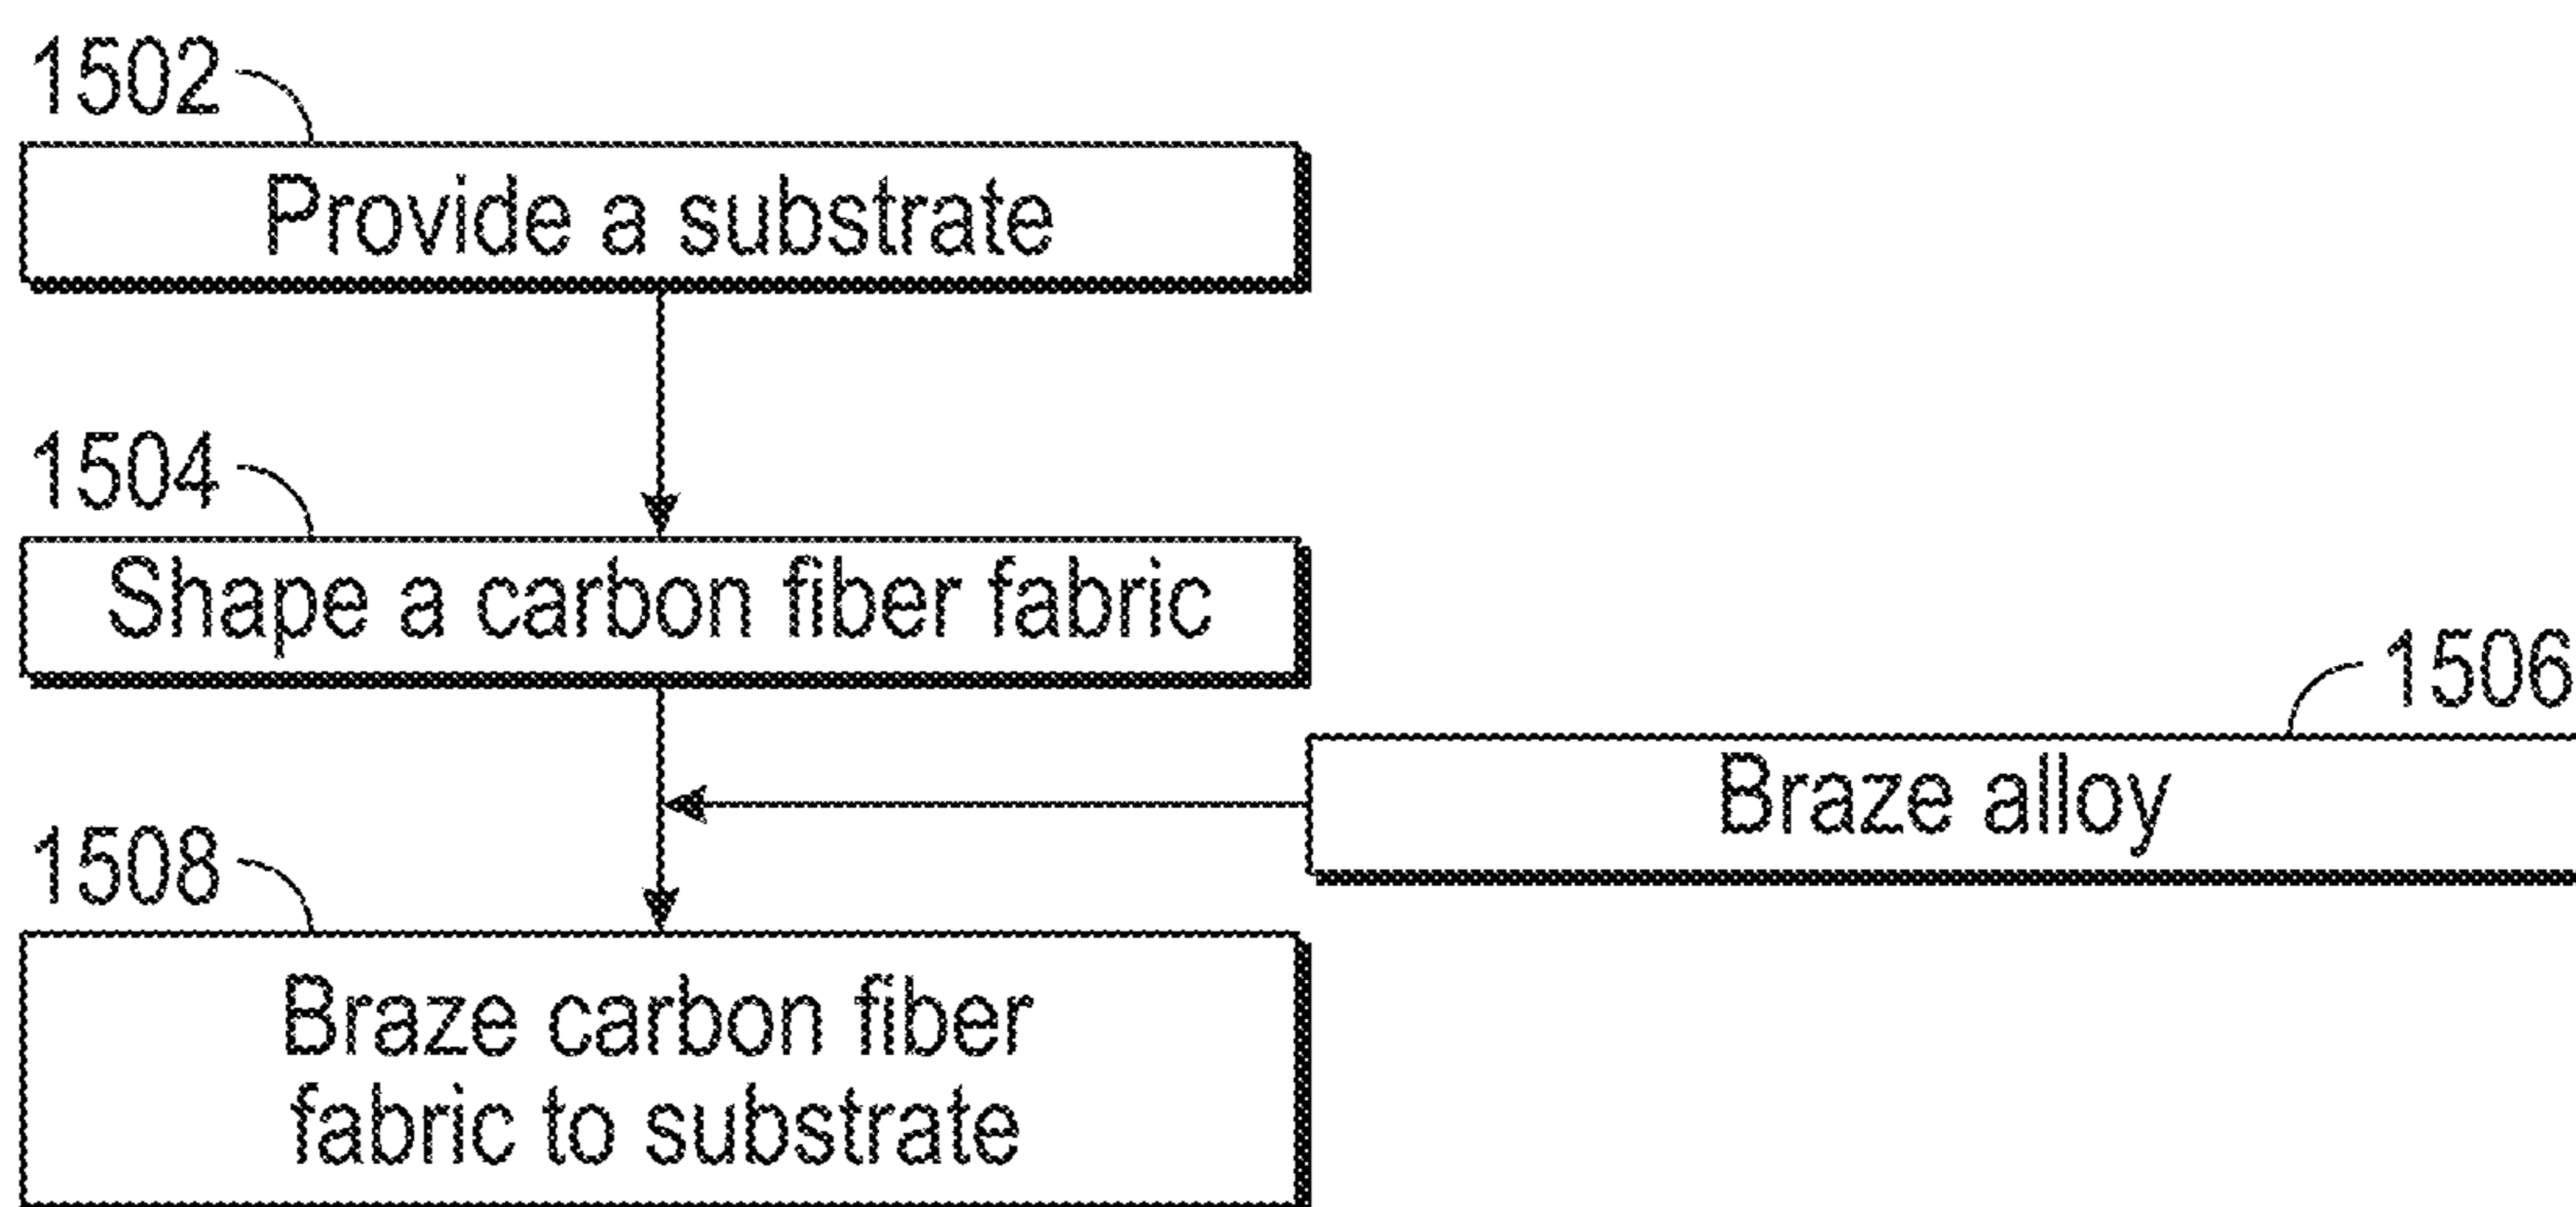 1502
Provide a substrate
1504
Shape a carbon fiber fabric
1506
Braze alloy
1508
Braze carbon fiber
fabric to substrate